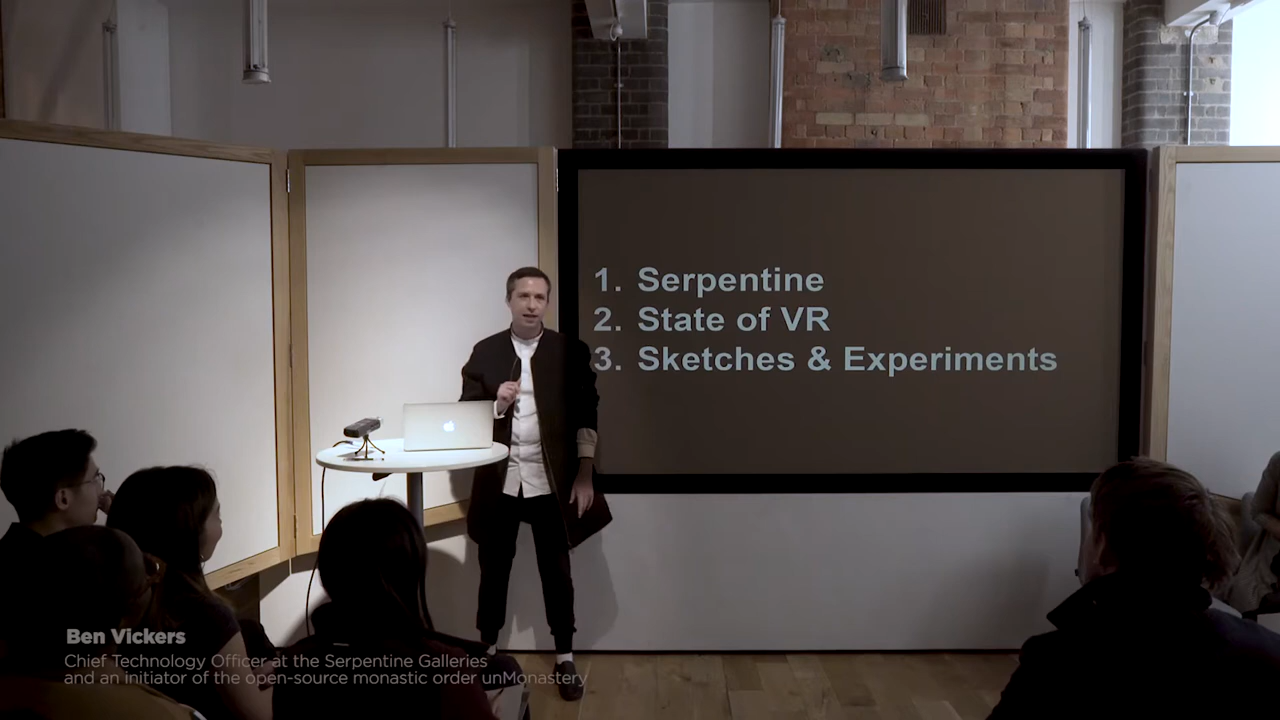 1. Serpentine
2. State of VR
3. Sketches & Experiments
Ben Vickers
Chief Technology Officer at the Serpentine Galleries
and an initiator of the open-source monastic order unMonastery